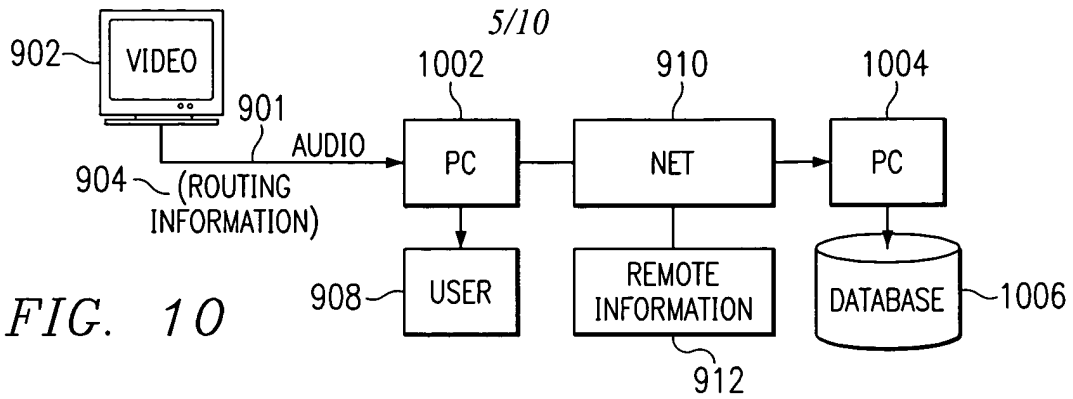 5/10
902
VIDEO
901
AUDIO
904
(ROUTING
INFORMATION)
1002
PC
910
NET
1004
PC
908
USER
REMOTE
INFORMATION
912
DATABASE
1006
FIG. 10